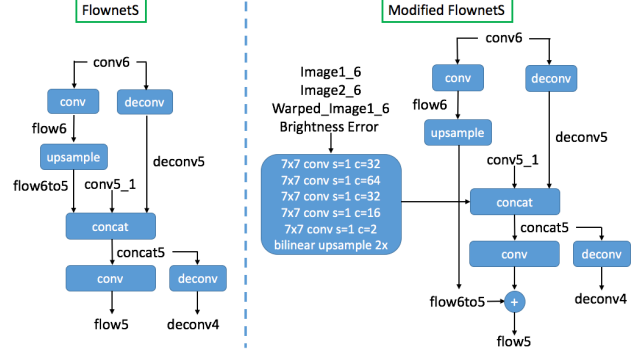 FlownetS
conv6
conv
deconv
flow6
upsample
deconv5
flow6to5
conv5_1
concat
concat5
conv
deconv
flow5
deconv4
Modified FlownetS
conv6
Image1_6
Image2_6
Warped_Image1_6
Brightness Error
conv
deconv
flow6
upsample
deconv5
7x7 conv s=1 c=32
7x7 conv s=1 c=64
7x7 conv s=1 c=32
7x7 conv s=1 c=16
7x7 conv s=1 c=2
bilinear upsample 2x
conv5_1
concat
concat5
conv
deconv
flow6to5
+
deconv4
flow5